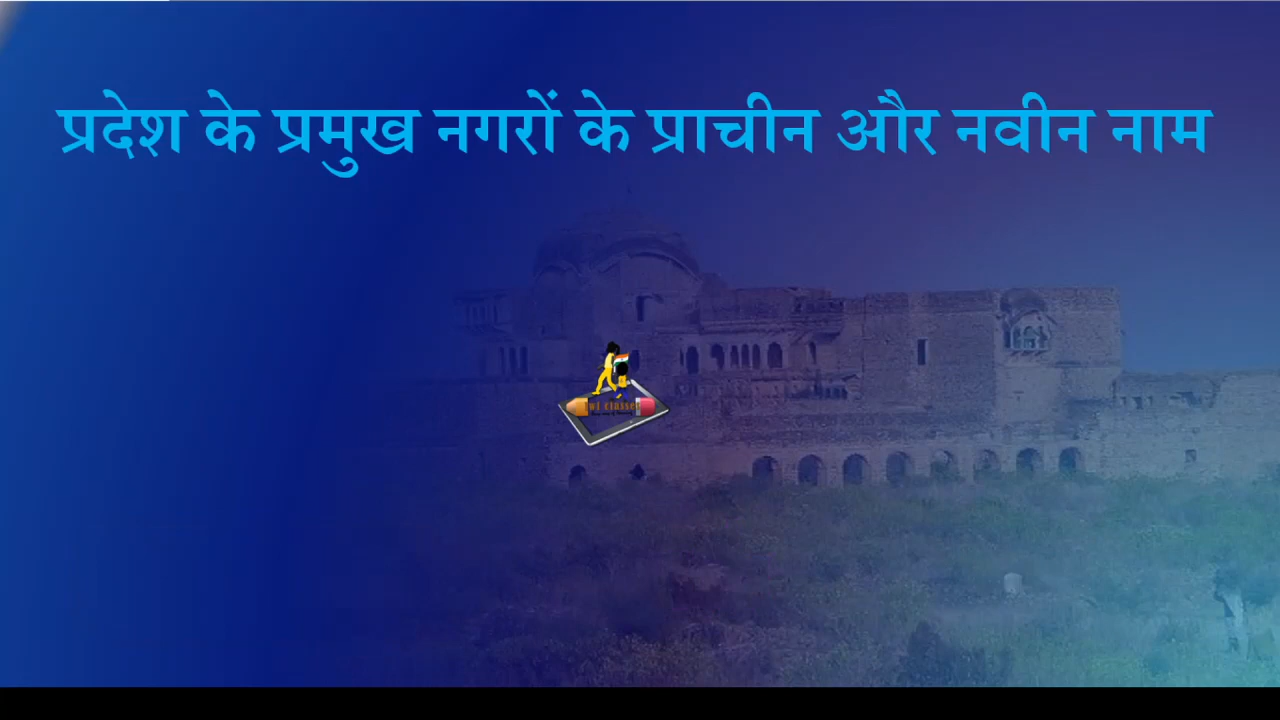 प्रदेश के प्रमुख नगरों के प्राचीन और नवीन नाम